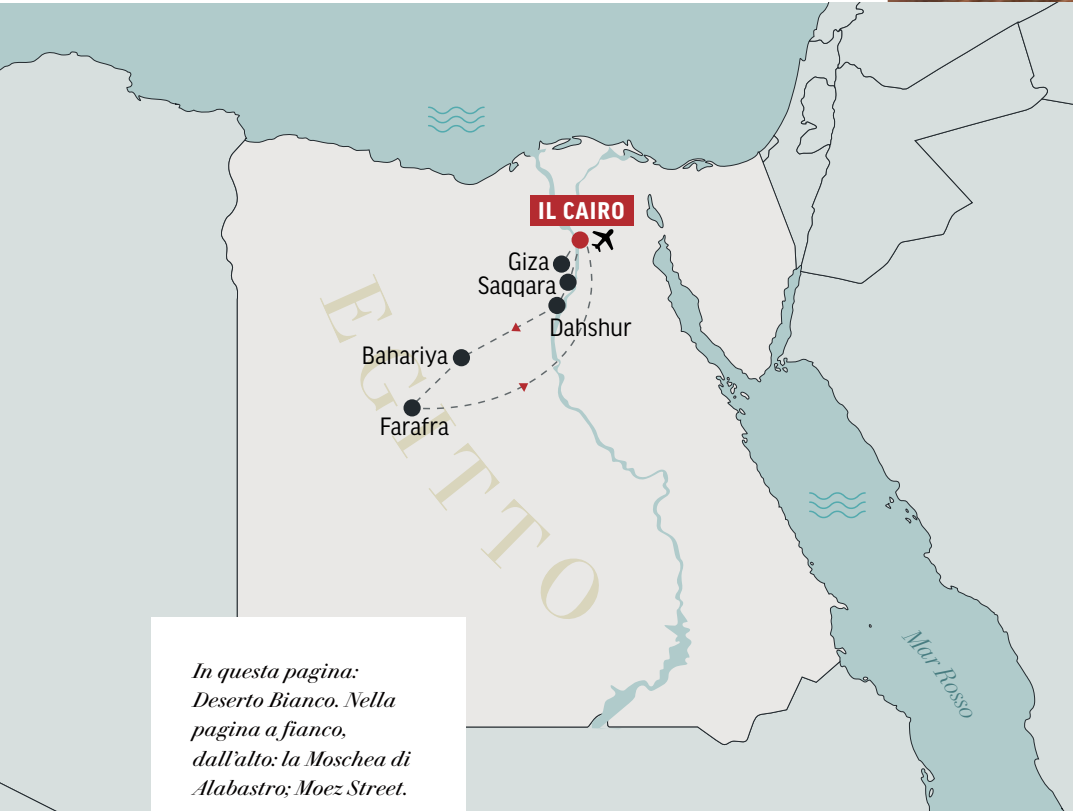 IL CAIRO
Giza
Saqqara
Dahshur
Bahariya
Farafra
EGITTO
Mar Rosso
In questa pagina:
Deserto Bianco. Nella
pagina a fianco,
dall'alto: la Moschea di
Alabastro; Moez Street.